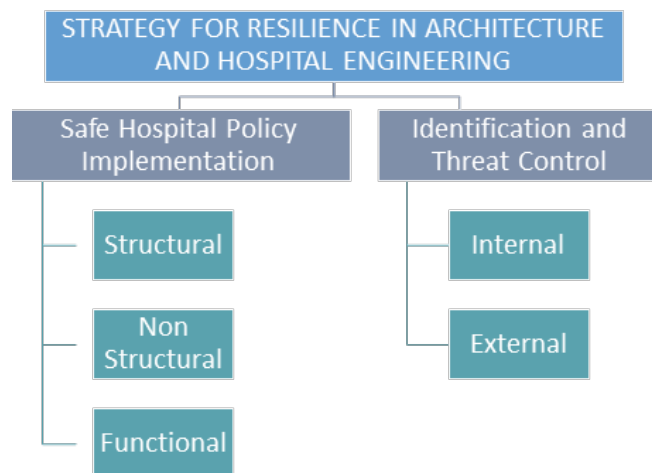 STRATEGY FOR RESILIENCE IN ARCHITECTURE
AND HOSPITAL ENGINEERING
Safe Hospital Policy
Implementation
Identification and
Threat Control
Structural
Non
Structural
Functional
Internal
External